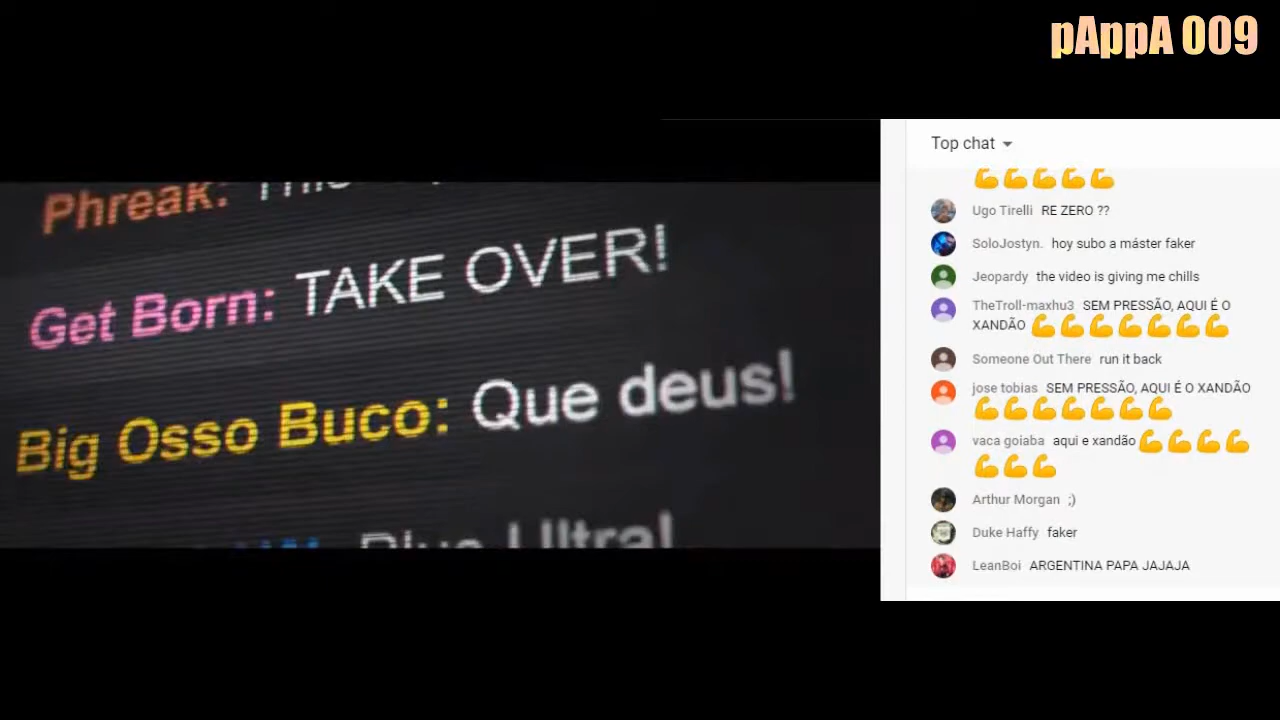 pAppA 009
Phreak:
Get Born: TAKE OVER!
Big Osso Buco: Que deus!
Ultra!
Top chat
💪💪💪💪💪
Ugo Tirelli RE ZERO ??
SoloJostyn. hoy subo a máster faker
Jeopardy the video is giving me chills
TheTroll-maxhu3 SEM PRESSÃO, AQUI É O
XANDÃO 💪💪💪💪💪💪💪
Someone Out There run it back
jose tobias SEM PRESSÃO, AQUI É O XANDÃO
💪💪💪💪💪💪💪
vaca goiaba aqui e xandão 💪💪💪💪
💪💪💪
Arthur Morgan ;)
Duke Haffy faker
LeanBoi ARGENTINA PAPA JAJAJA